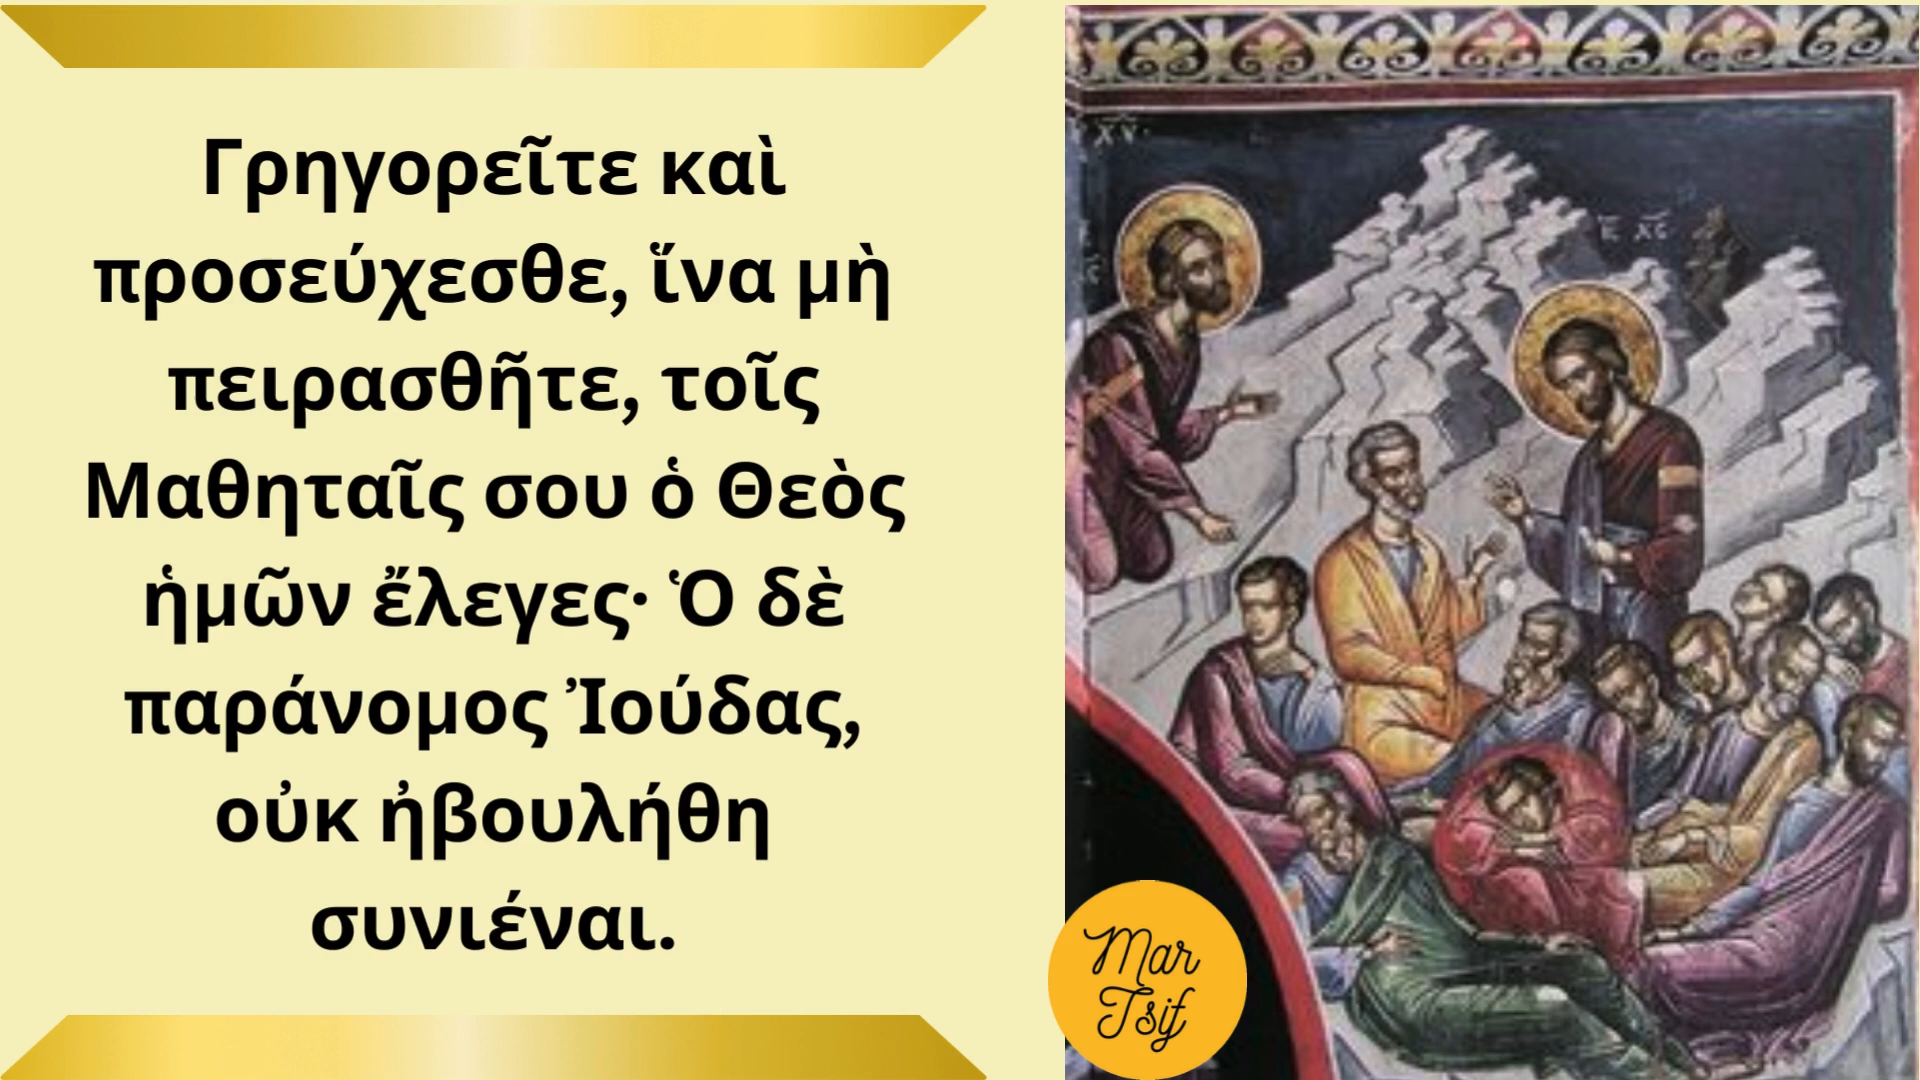 Γρηγορεῖτε καὶ
προσεύχεσθε, ἵνα μὴ
πειρασθῆτε, τοῖς
Μαθηταῖς σου ὁ Θεὸς
ἡμῶν ἔλεγες· Ὁ δὲ
παράνομος Ἰούδας,
οὐκ ἠβουλήθη
συνιέναι.
Mar
Tsif